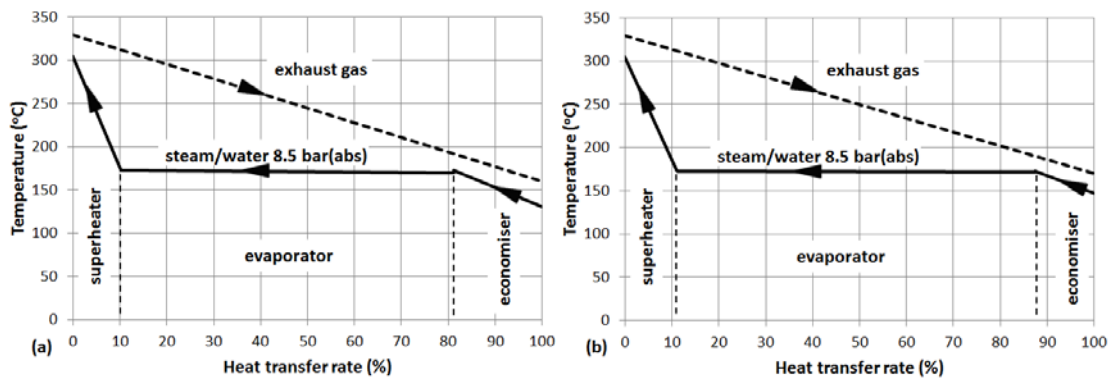 350
300
250
200
150
100
50
0
Temperature (°C)
exhaust gas
steam/water 8.5 bar(abs)
superheater
evaporator
economiser
0 10 20 30 40 50 60 70 80 90 100
(a)
Heat transfer rate (%)
350
300
250
200
150
100
50
0
Temperature (°C)
exhaust gas
steam/water 8.5 bar(abs)
superheater
evaporator
economiser
0 10 20 30 40 50 60 70 80 90 100
(b)
Heat transfer rate (%)